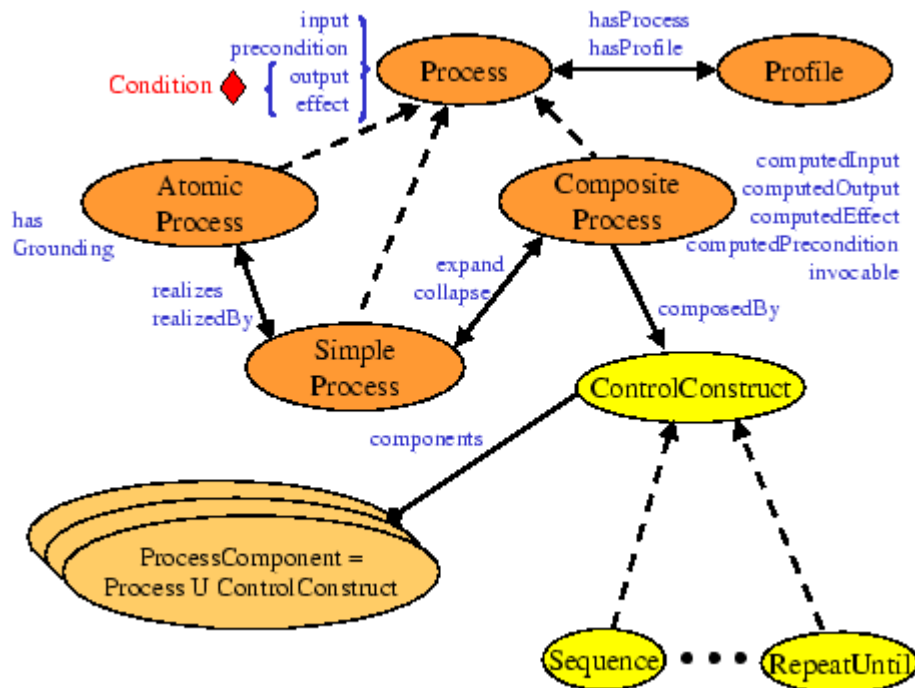 input
precondition
output
effect
Condition
Process
hasProcess
hasProfile
Profile
Atomic
Process
has
Grounding
Composite
Process
computedInput
computedOutput
computedEffect
computedPrecondition
invocable
realizes
realizedBy
expand
collapse
composedBy
Simple
Process
ControlConstruct
components
ProcessComponent =
Process U ControlConstruct
Sequence
RepeatUntil